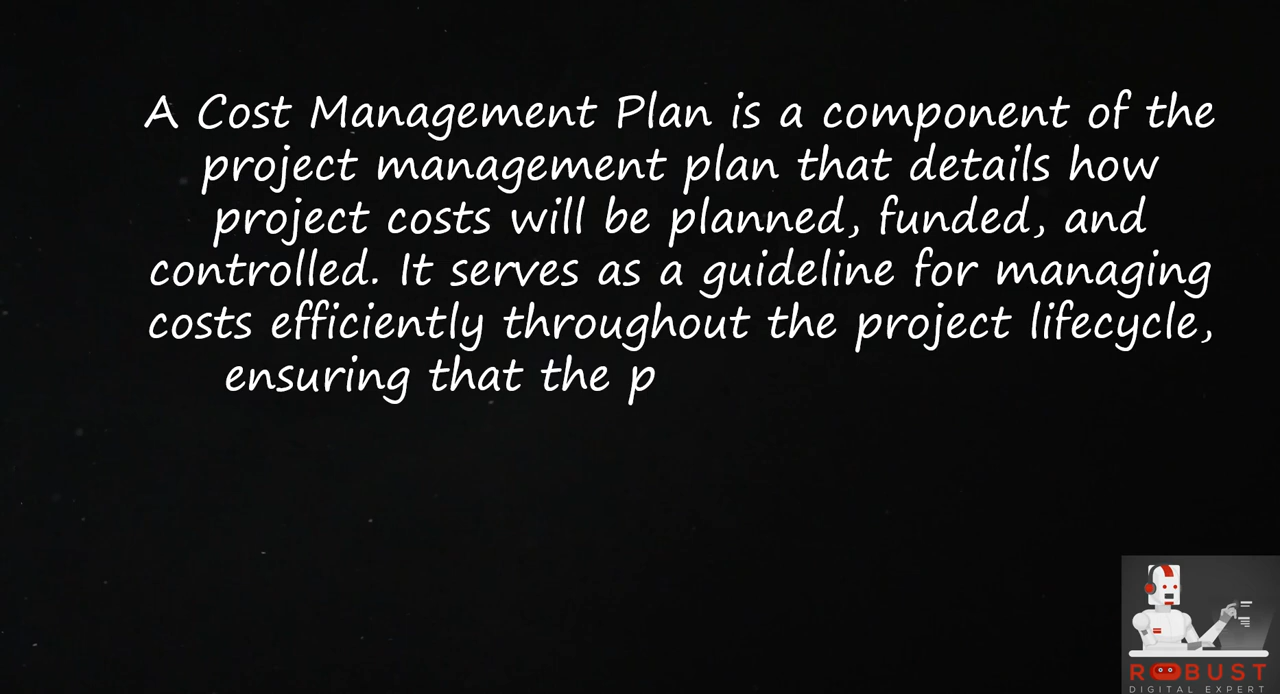 A Cost Management Plan is a component of the
project management plan that details how
project costs will be planned, funded, and
controlled. It serves as a guideline for managing
costs efficiently throughout the project lifecycle,
ensuring that the p
ROBUST
DIGITAL EXPERT